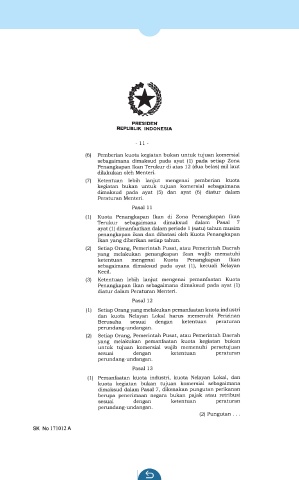 PRESIDEN
REPUBLIK INDONESIA
- 11 -
(6) Pemberian kuota kegiatan bukan untuk tujuan komersial
sebagaimana dimaksud pada ayat (1) pada setiap Zona
Penangkapan Ikan Terukur di atas 12 (dua belas) mil laut
dilakukan oleh Menteri.
(7) Ketentuan lebih lanjut mengenai pemberian kuota
kegiatan bukan untuk tujuan komersial sebagaimana
dimaksud pada ayat (5) dan ayat (6) diatur dalam
Peraturan Menteri.
Pasal 11
(1) Kuota Penangkapan Ikan di Zona Penangkapan Ikan
Terukur sebagaimana dimaksud dalam Pasal 7
ayat (1) dimanfaatkan dalam periode 1 (satu) tahun musim
penangkapan ikan dan dibatasi oleh Kuota Penangkapan
Ikan yang diberikan setiap tahun.
(2) Setiap Orang, Pemerintah Pusat, atau Pemerintah Daerah
yang melakukan penangkapan Ikan wajib mematuhi
ketentuan mengenai Kuota Penangkapan Ikan
sebagaimana dimaksud pada ayat (1), kecuali Nelayan
Kecil.
(3) Ketentuan lebih lanjut mengenai pemanfaatan Kuota
Penangkapan Ikan sebagaimana dimaksud pada ayat (1)
diatur dalam Peraturan Menteri.
Pasal 12
(1) Setiap Orang yang melakukan pemanfaatan kuota industri
dan kuota Nelayan Lokal harus memenuhi Perizinan
Berusaha sesuai dengan ketentuan peraturan
perundang-undangan.
(2) Setiap Orang, Pemerintah Pusat, atau Pemerintah Daerah
yang melakukan pemanfaatan kuota kegiatan bukan
untuk tujuan komersial wajib memenuhi persetujuan
sesuai dengan ketentuan peraturan
perundang-undangan.
Pasal 13
(1) Pemanfaatan kuota industri, kuota Nelayan Lokal, dan
kuota kegiatan bukan tujuan komersial sebagaimana
dimaksud dalam Pasal 7, dikenakan pungutan perikanan
berupa penerimaan negara bukan pajak atau retribusi
sesuai dengan ketentuan peraturan
perundang-undangan.
(2) Pungutan . . .
SK No 171012 A